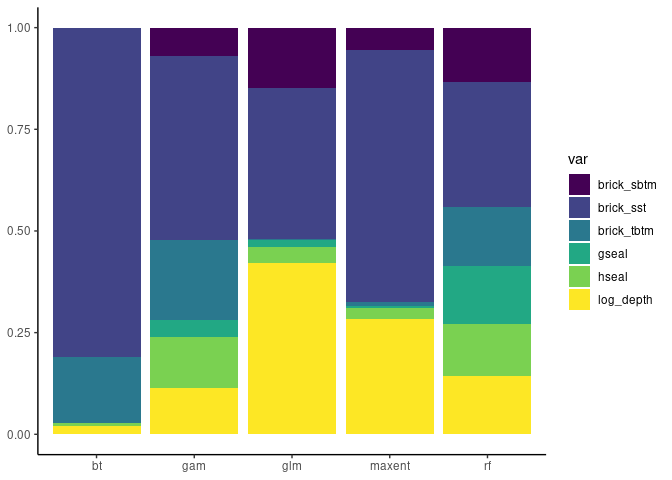 1.00
0.75
0.50
0.25
0.00
bt gam glm maxent rf
var
brick_sbtm
brick_sst
brick_tbtm
gseal
hseal
log_depth